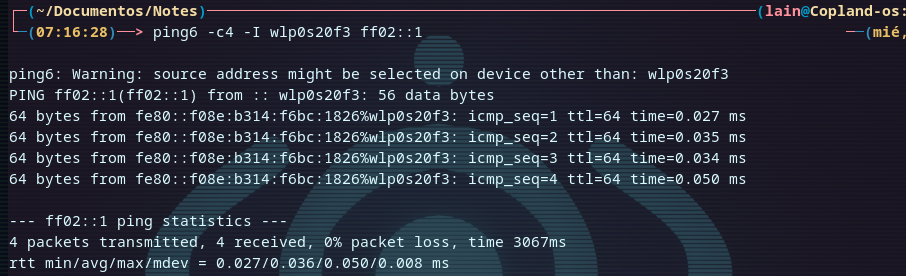 (~/Documentos/Notes) (lain@Copland-os:
(07:16:28)──> ping6 -c4 -I wlp0s20f3 ff02::1 ──(mié,
ping6: Warning: source address might be selected on device other than: wlp0s20f3
PING ff02::1(ff02::1) from :: wlp0s20f3: 56 data bytes
64 bytes from fe80::f08e:b314:f6bc:1826%wlp0s20f3: icmp_seq=1 ttl=64 time=0.027 ms
64 bytes from fe80::f08e:b314:f6bc:1826%wlp0s20f3: icmp_seq=2 ttl=64 time=0.035 ms
64 bytes from fe80::f08e:b314:f6bc:1826%wlp0s20f3: icmp_seq=3 ttl=64 time=0.034 ms
64 bytes from fe80::f08e:b314:f6bc:1826%wlp0s20f3: icmp_seq=4 ttl=64 time=0.050 ms
--- ff02::1 ping statistics ---
4 packets transmitted, 4 received, 0% packet loss, time 3067ms
rtt min/avg/max/mdev = 0.027/0.036/0.050/0.008 ms